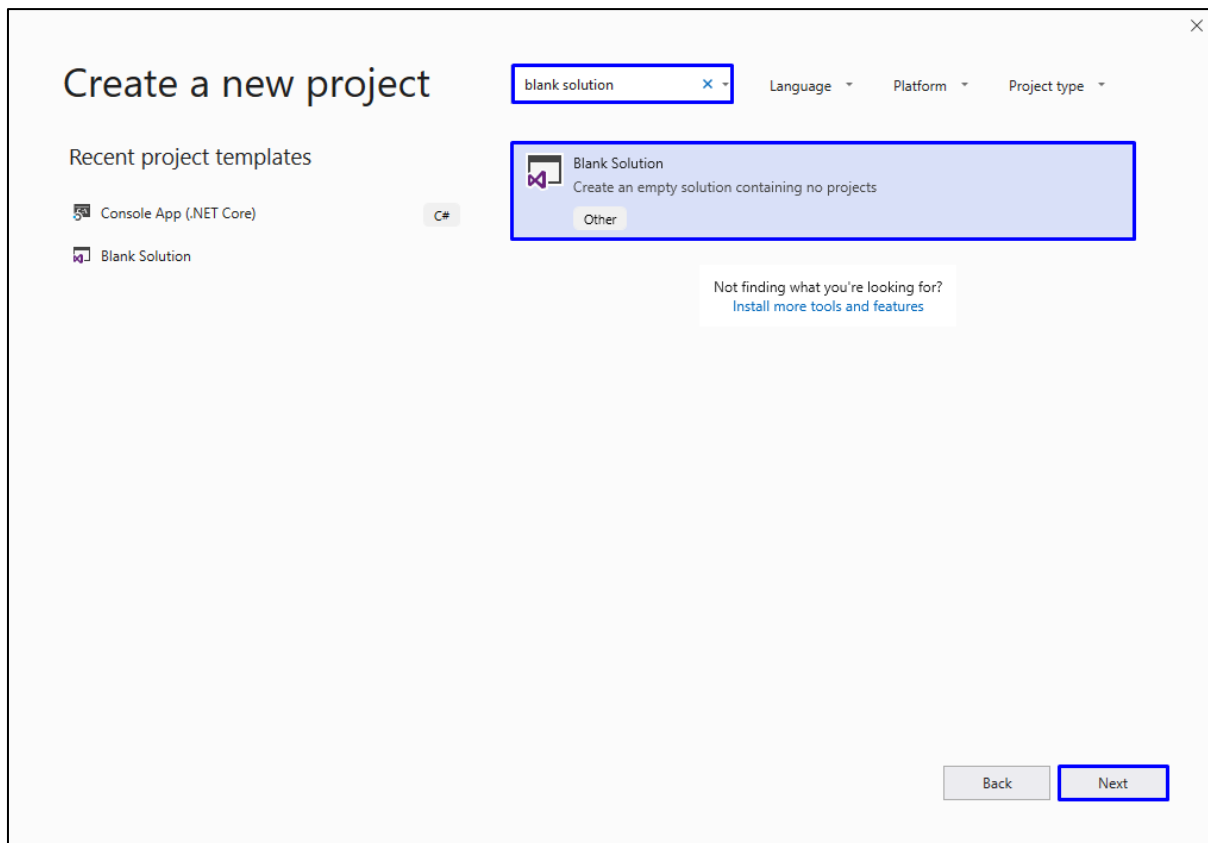 Create a new project
blank solution
Language
Platform
Project type
Recent project templates
Console App (.NET Core)
C#
Blank Solution
Blank Solution
Create an empty solution containing no projects
Other
Not finding what you're looking for?
Install more tools and features
Back
Next